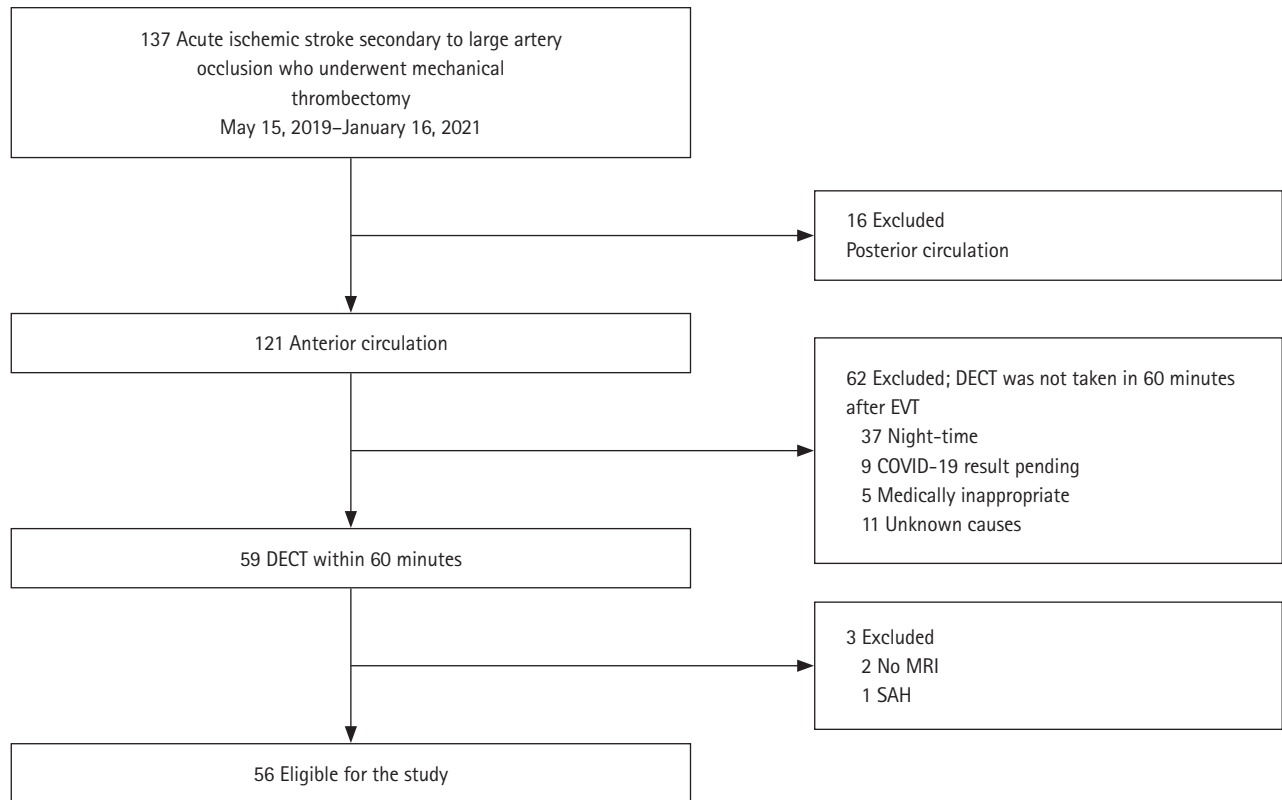 137 Acute ischemic stroke secondary to large artery
occlusion who underwent mechanical
thrombectomy
May 15, 2019–January 16, 2021
16 Excluded
Posterior circulation
121 Anterior circulation
62 Excluded; DECT was not taken in 60 minutes
after EVT
37 Night-time
9 COVID-19 result pending
5 Medically inappropriate
11 Unknown causes
59 DECT within 60 minutes
3 Excluded
2 No MRI
1 SAH
56 Eligible for the study